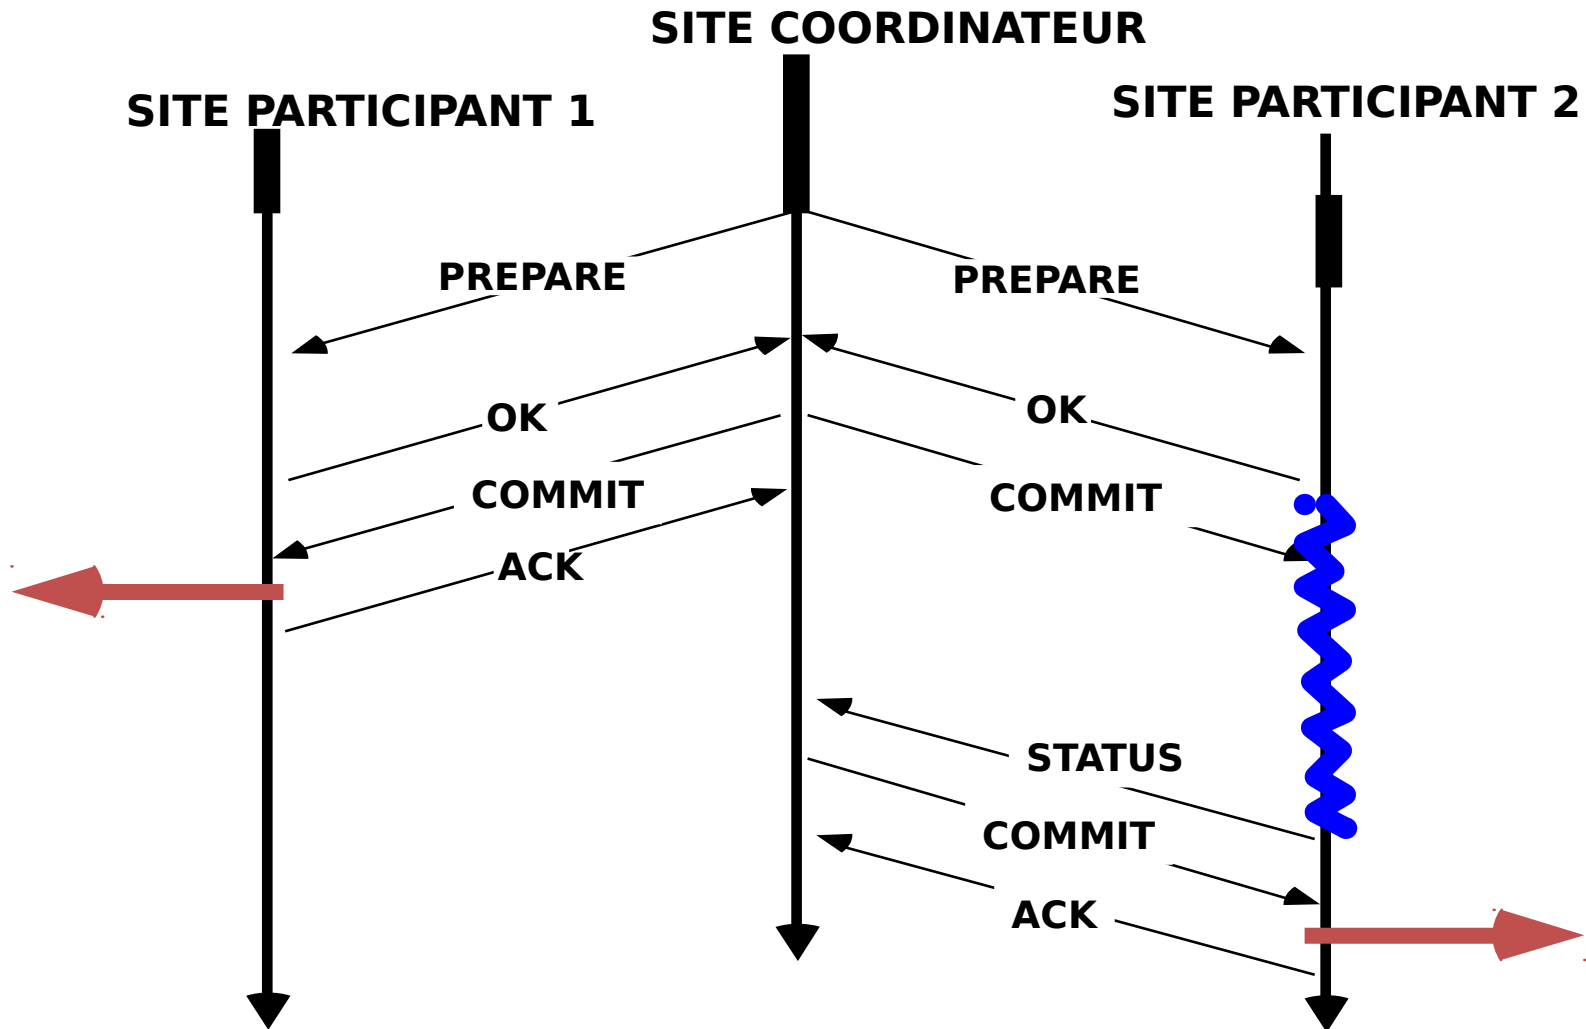 SITE COORDINATEUR
SITE PARTICIPANT 1
SITE PARTICIPANT 2
PREPARE
PREPARE
OK
OK
COMMIT
COMMIT
ACK
STATUS
COMMIT
ACK